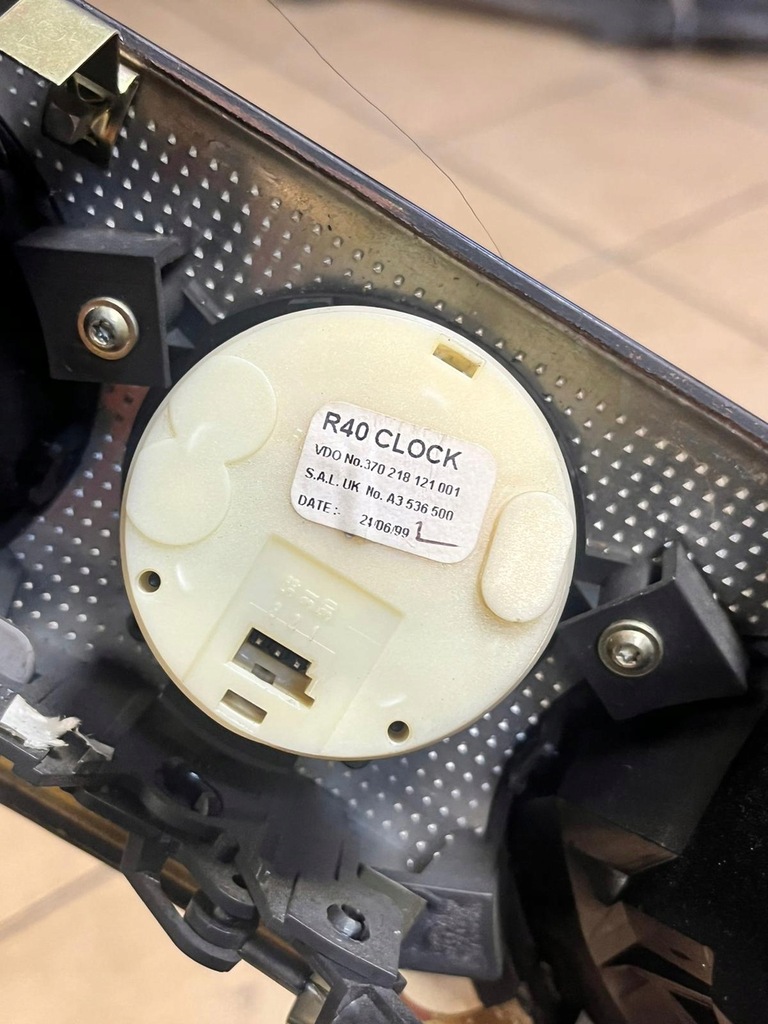 R40 CLOCK
VDO No.370 218 121 001
S.A.L. UK No. A3 536 500
DATE:- 21/06/99